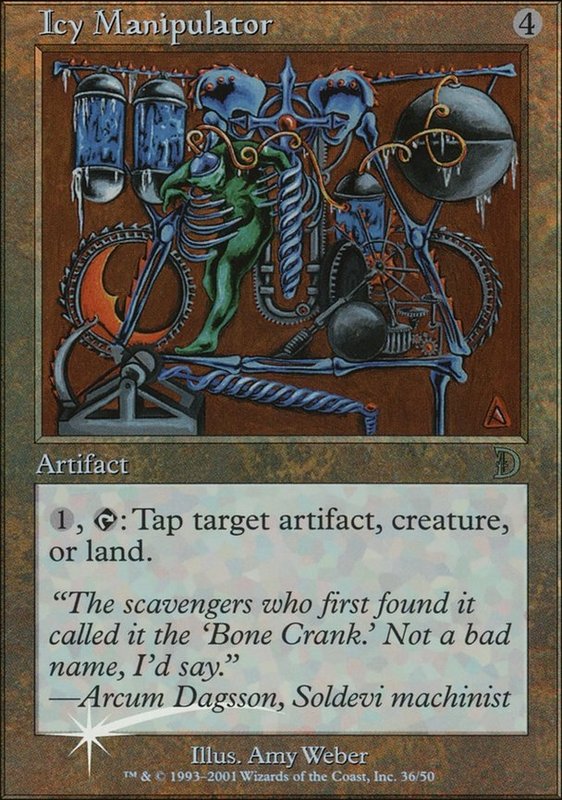 Icy Manipulator 4
Artifact D
1, : Tap target artifact, creature,
or land.
“The scavengers who first found it
called it the ‘Bone Crank.’ Not a bad
name, I’d say.”
—Arcum Dagsson, Soldevi machinist
Illus. Amy Weber
™ & © 1993–2001 Wizards of the Coast, Inc. 36/50